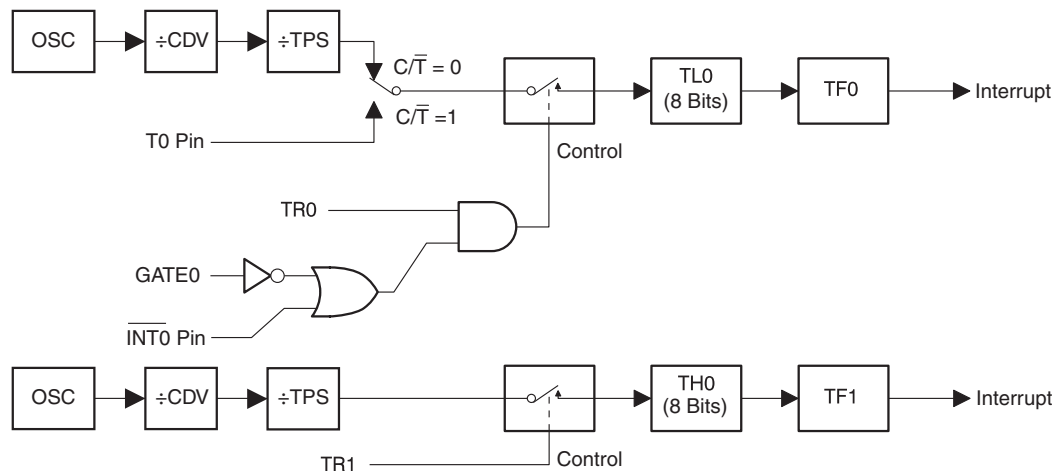 OSC
÷CDV
÷TPS
C/T̅ = 0
C/T̅ =1
T0 Pin
TL0
(8 Bits)
TF0
Interrupt
Control
TR0
GATE0
I̅N̅T̅0̅ Pin
OSC
÷CDV
÷TPS
TH0
(8 Bits)
TF1
Interrupt
TR1
Control